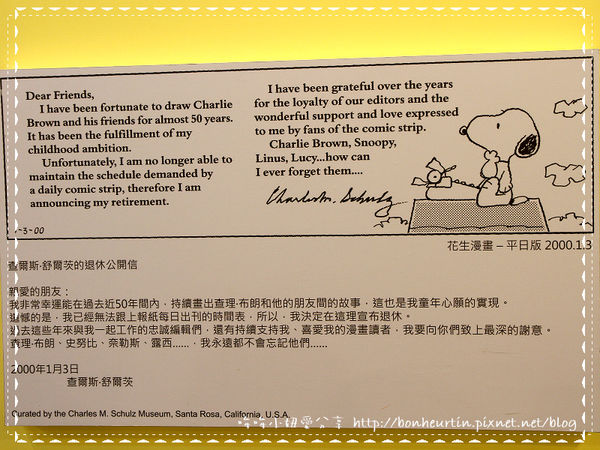 Dear Friends,
I have been fortunate to draw Charlie
Brown and his friends for almost 50 years.
It has been the fulfillment of my
childhood ambition.
Unfortunately, I am no longer able to
maintain the schedule demanded by
a daily comic strip, therefore I am
announcing my retirement.
I have been grateful over the years
for the loyalty of our editors and the
wonderful support and love expressed
to me by fans of the comic strip.
Charlie Brown, Snoopy,
Linus, Lucy...how can
I ever forget them....
Charles M. Schulz
1-3-00
花生漫畫 – 平日版 2000.1.3
查爾斯·舒爾茨的退休公開信
親愛的朋友：
我非常幸運能在過去近50年間內，持續畫出查理·布朗和他的朋友間的故事，這也是我童年心願的實現。
遺憾的是，我已經無法跟上報紙每日出刊的時間表，所以，我決定在這理宣布退休。
過去這些年來與我一起工作的忠誠編輯們，還有持續支持我、喜愛我的漫畫讀者，我要向你們致上最深的謝意。
查理·布朗、史努比、奈勒斯、露西......，我永遠都不會忘記他們......
2000年1月3日
查爾斯·舒爾茨
Curated by the Charles M. Schulz Museum, Santa Rosa, California, U.S.A.
小妞愛分享 http://bonheurtin.pixnet.net/blog